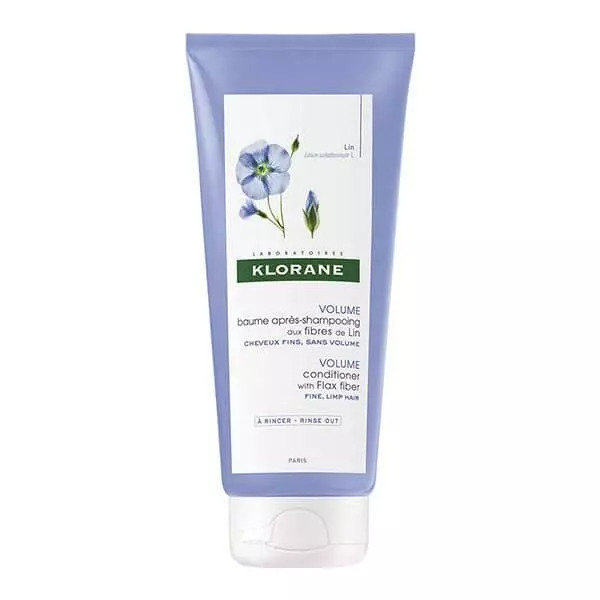 Lin
Linum usitatissimum L.
LABORATOIRES
KLORANE
VOLUME
baume après-shampooing
aux fibres de Lin
CHEVEUX FINS, SANS VOLUME
VOLUME
conditioner
with Flax fiber
FINE, LIMP HAIR
À RINCER - RINSE OUT
PARIS